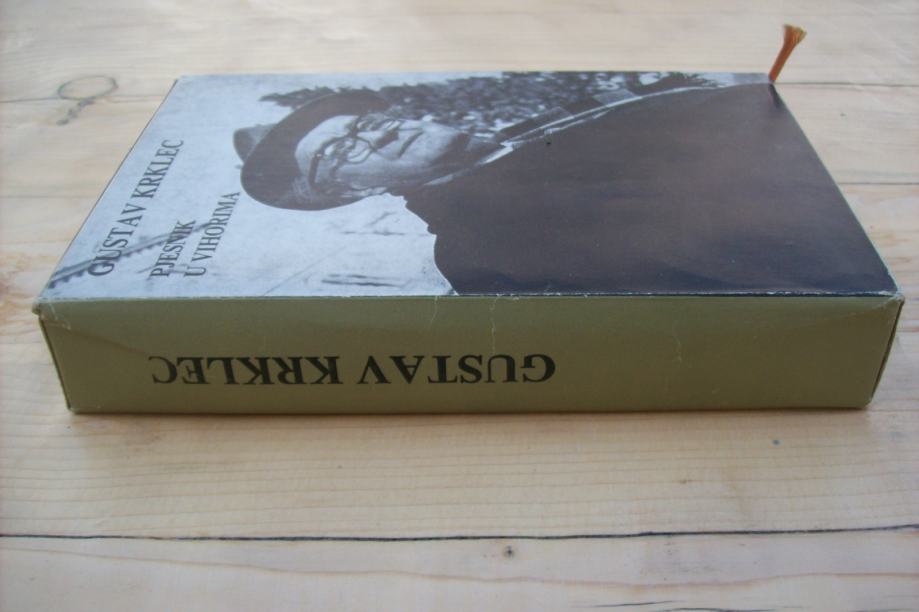 GUSTAV KRKLEC
PJESNIK
U VIHORIMA
GUSTAV KRKLEC